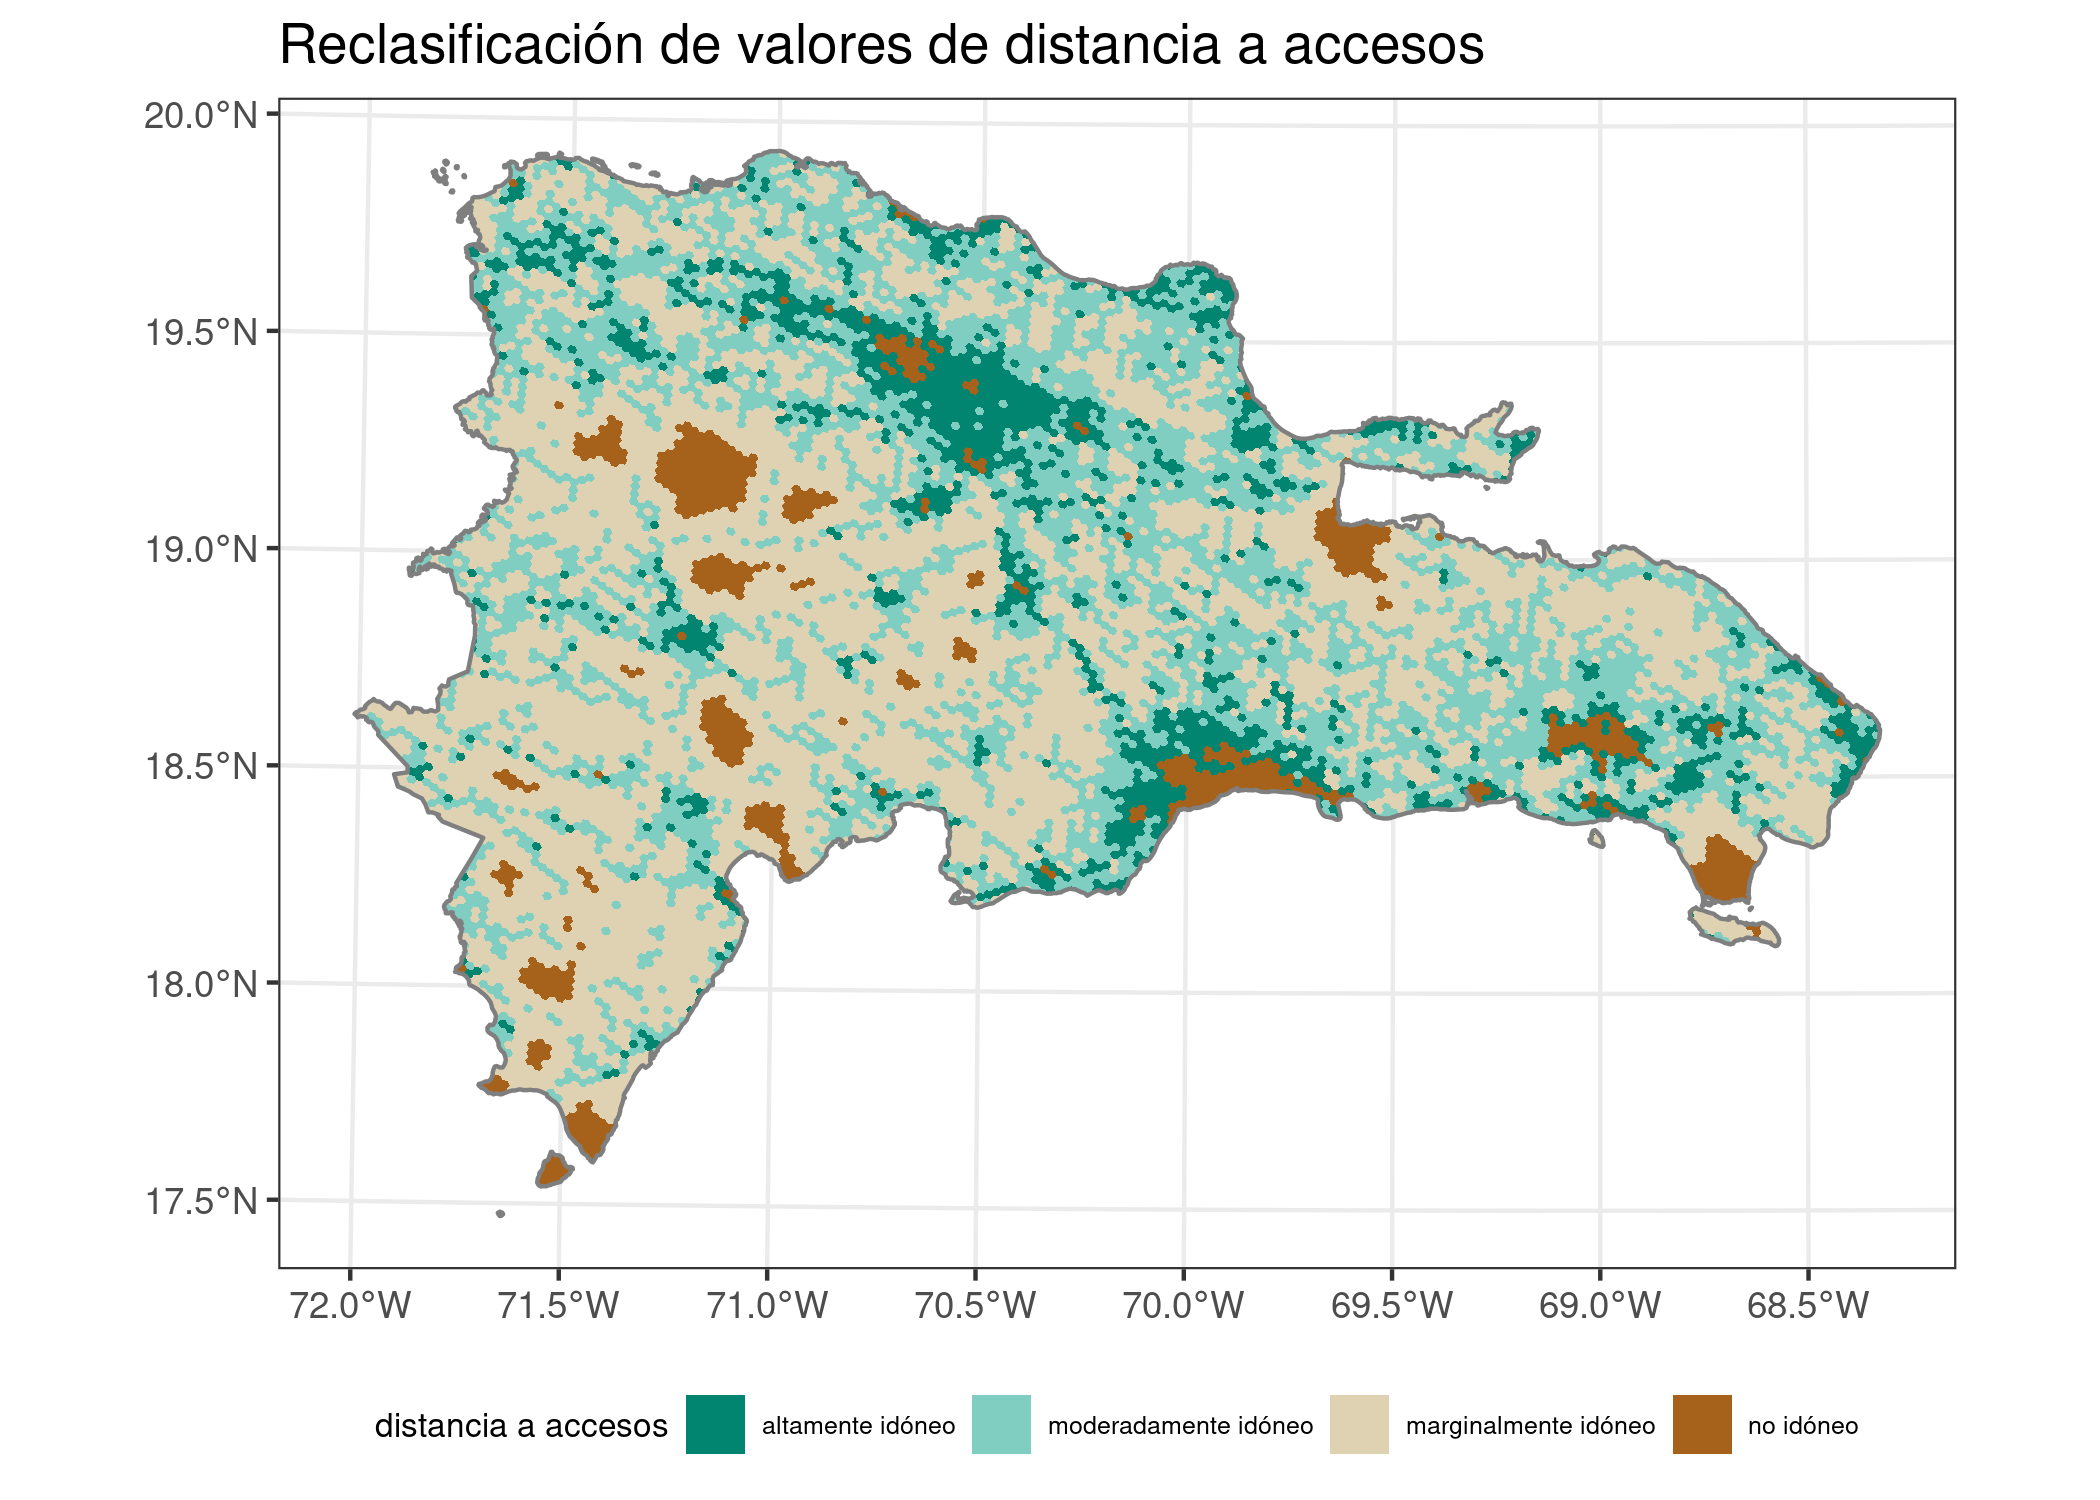 Reclasificación de valores de distancia a accesos
20.0°N
19.5°N
19.0°N
18.5°N
18.0°N
17.5°N
72.0°W 71.5°W 71.0°W 70.5°W 70.0°W 69.5°W 69.0°W 68.5°W
distancia a accesos altamente idóneo moderadamente idóneo marginalmente idóneo no idóneo